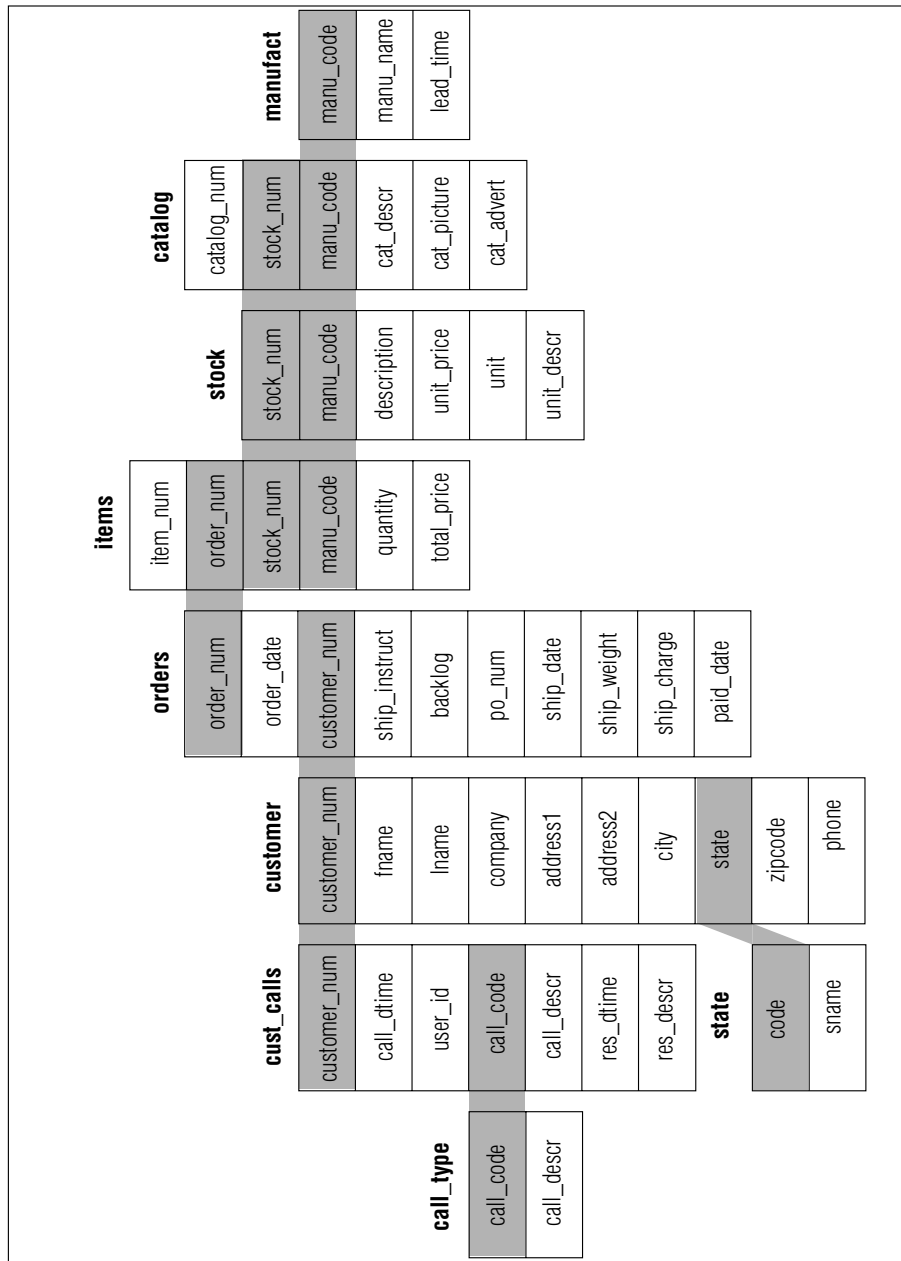 call_type
call_code
call_descr
cust_calls
customer_num
call_dtime
user_id
call_code
call_descr
res_dtime
res_descr
state
code
sname
customer
customer_num
fname
lname
company
address1
address2
city
state
zipcode
phone
orders
order_num
order_date
customer_num
ship_instruct
backlog
po_num
ship_date
ship_weight
ship_charge
paid_date
items
item_num
order_num
stock_num
manu_code
quantity
total_price
stock
stock_num
manu_code
description
unit_price
unit
unit_descr
catalog
catalog_num
stock_num
manu_code
cat_descr
cat_picture
cat_advert
manufact
manu_code
manu_name
lead_time